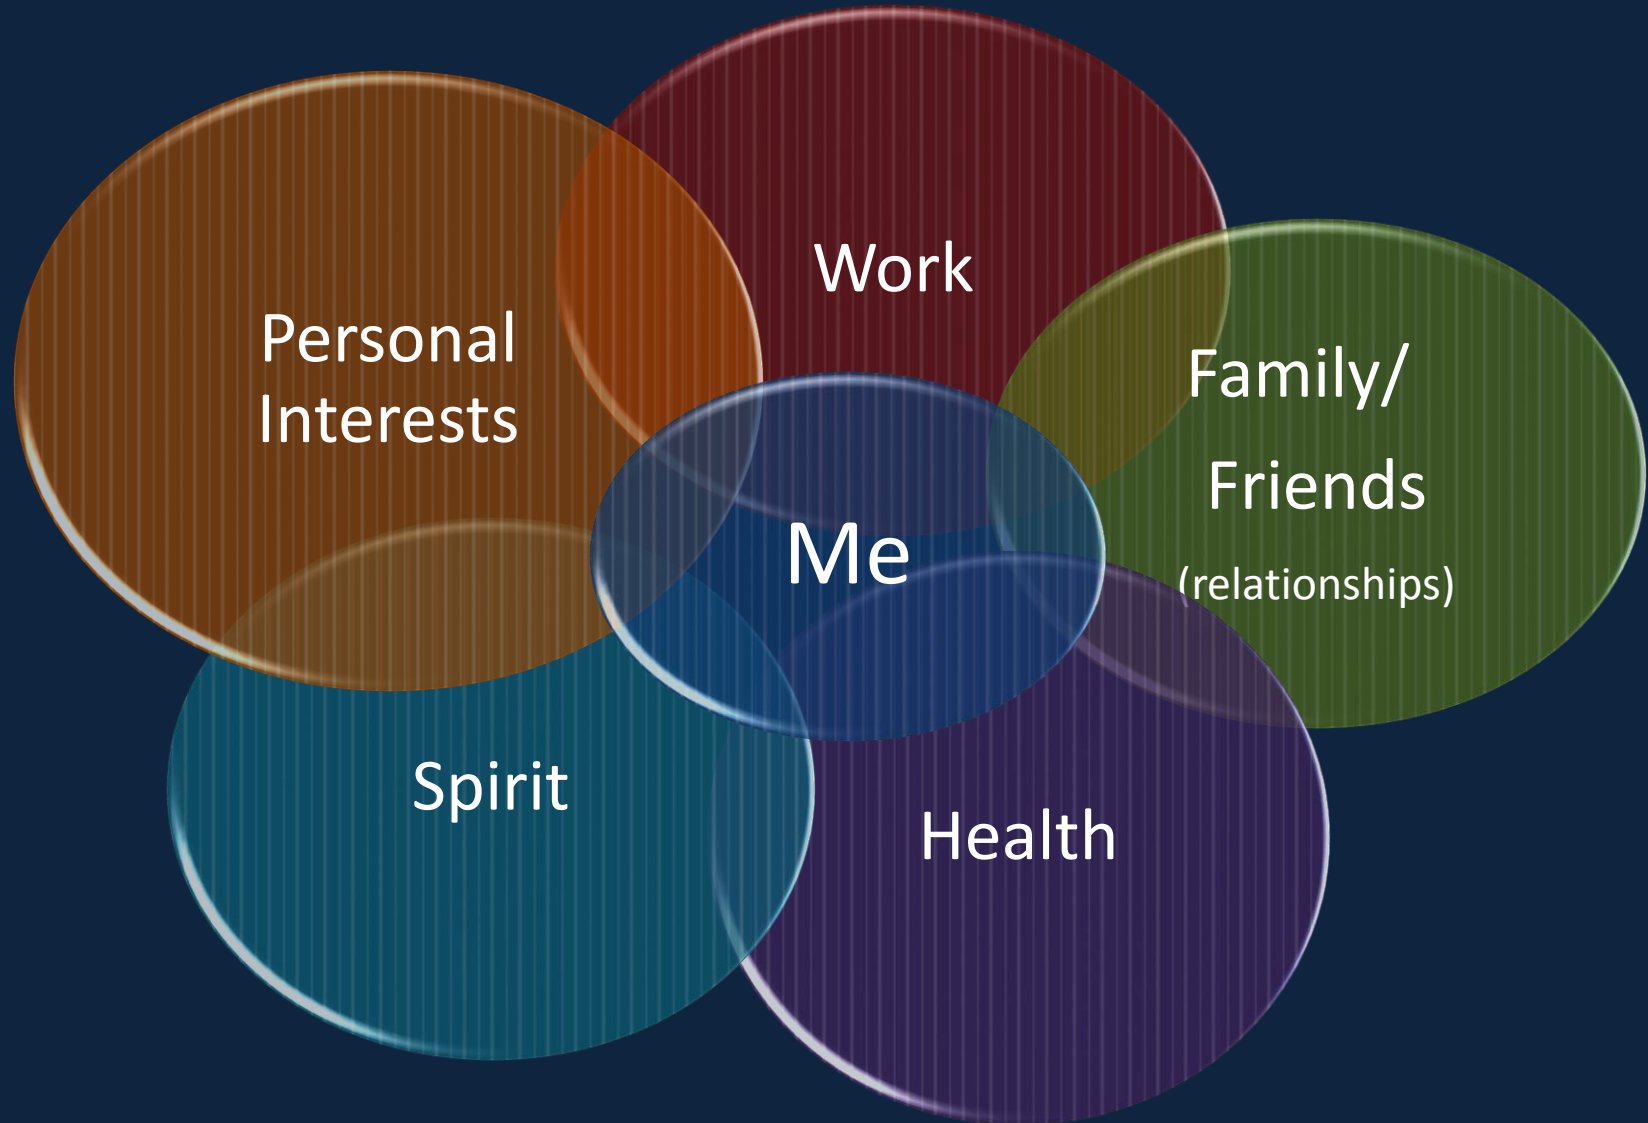 Work
Personal
Interests
Family/
Friends
(relationships)
Me
Spirit
Health